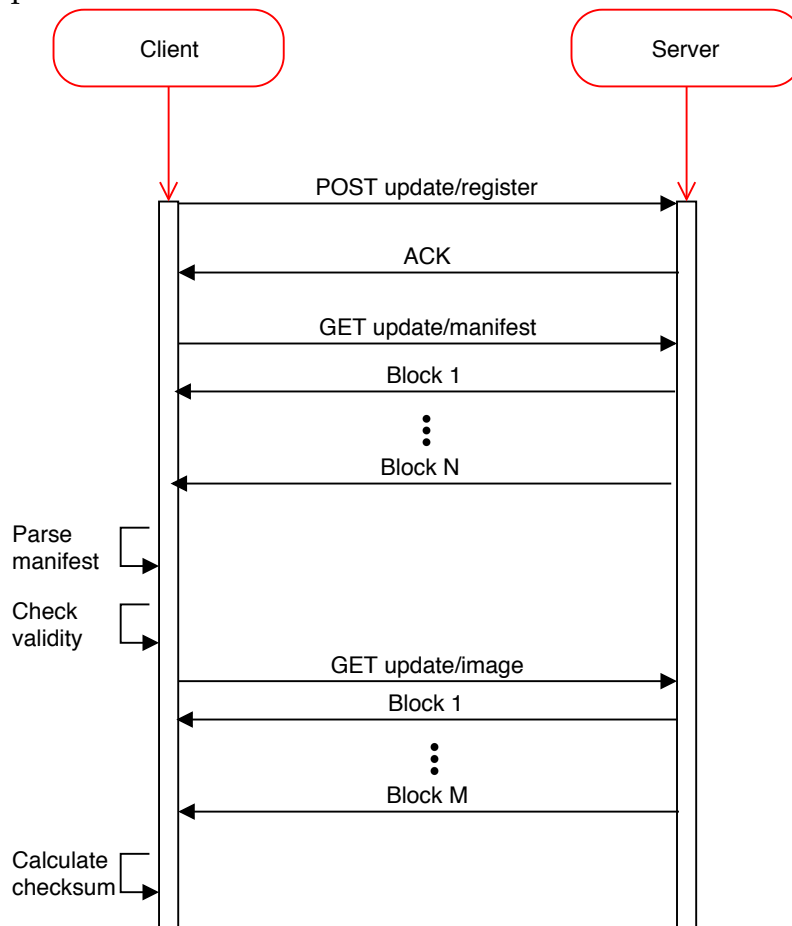 Client
Server
POST update/register
ACK
GET update/manifest
Block 1
Block N
Parse
manifest
Check
validity
GET update/image
Block 1
Block M
Calculate
checksum